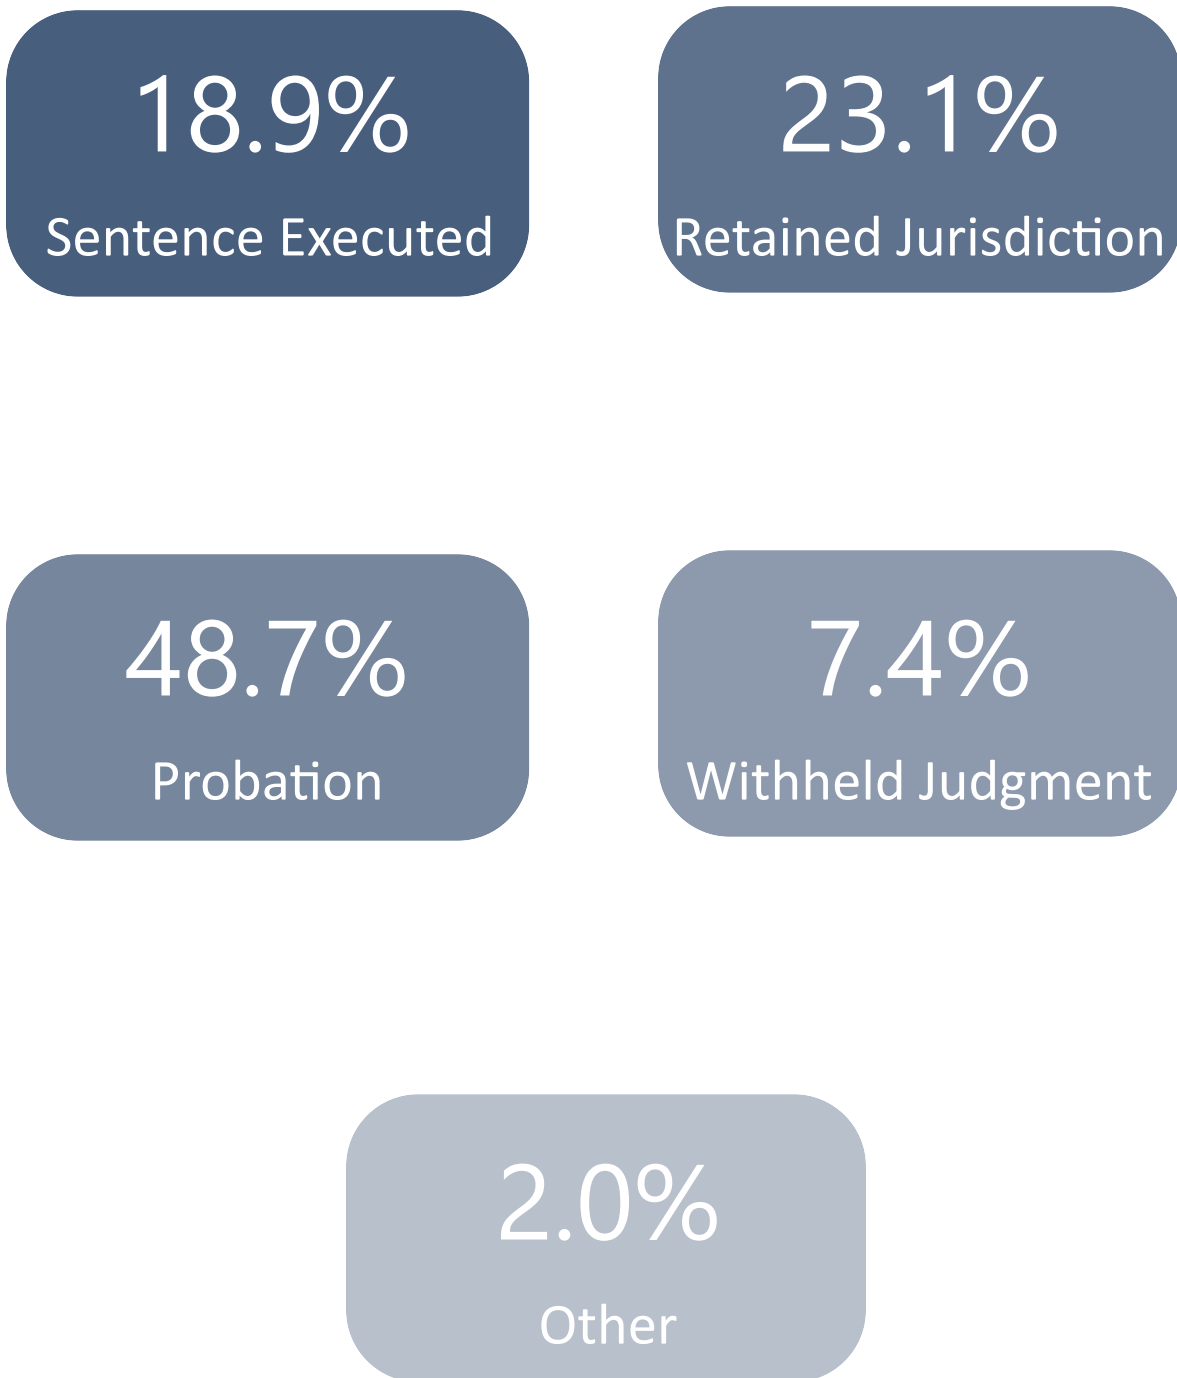 18.9%
Sentence Executed
23.1%
Retained Jurisdiction
48.7%
Probation
7.4%
Withheld Judgment
2.0%
Other